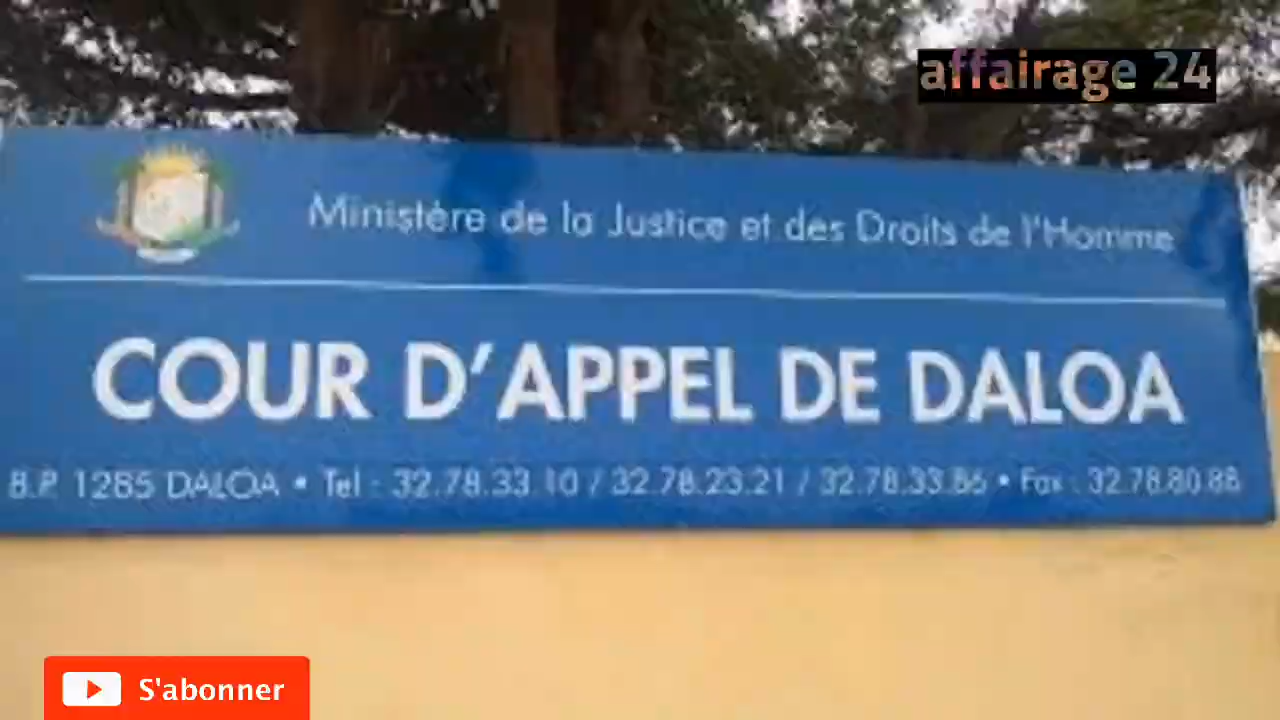 affairage 24
Ministère de la Justice et des Droits de l'Homme
COUR D'APPEL DE DALOA
B.P. 1285 DALOA • Tel : 32.78.33.10 / 32.78.23.21 / 32.78.33.86 • Fax : 32.78.80.88
S'abonner